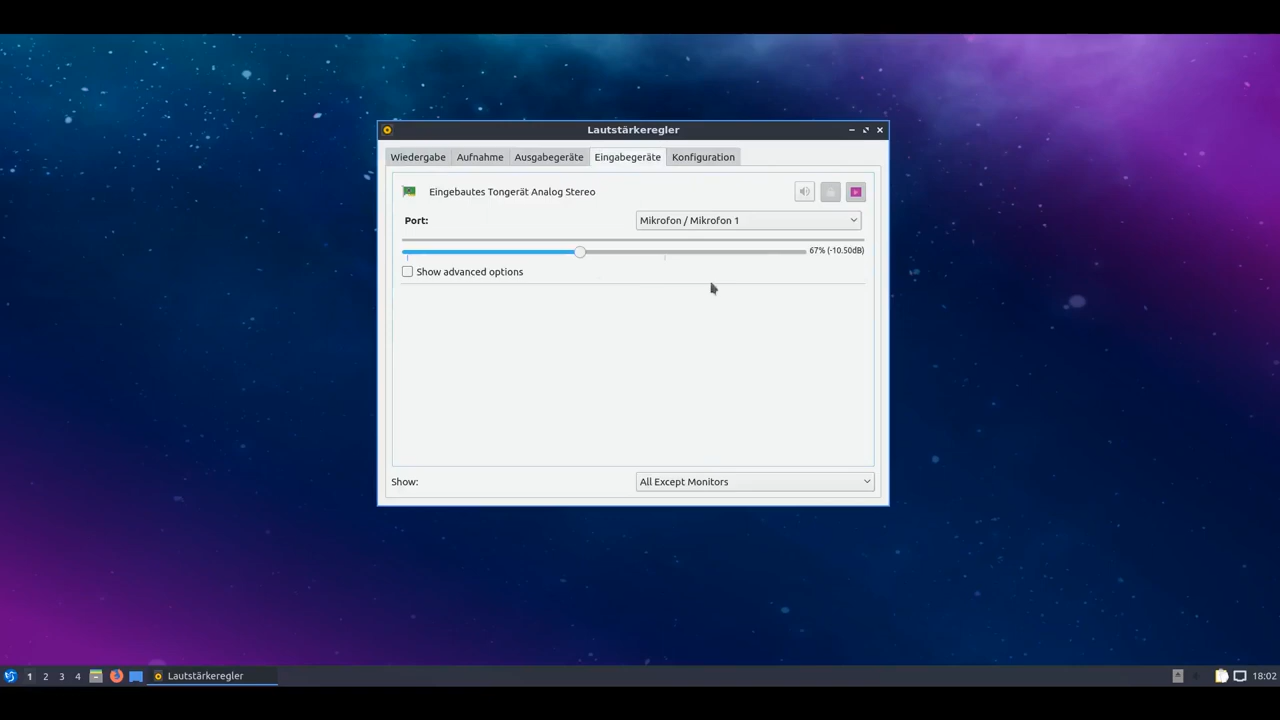 Lautstärkeregler
Wiedergabe Aufnahme Ausgabegeräte Eingabegeräte Konfiguration
Eingebautes Tongerät Analog Stereo
Port: Mikrofon / Mikrofon 1
67% (-10.50dB)
Show advanced options
Show: All Except Monitors
1 2 3 4 Lautstärkeregler 18:02